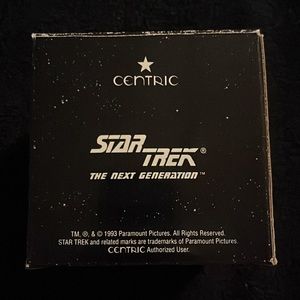 CENTRIC
STAR
TREK®
THE NEXT GENERATION™
TM, ®, & © 1993 Paramount Pictures. All Rights Reserved.
STAR TREK and related marks are trademarks of Paramount Pictures.
CENTRIC Authorized User.